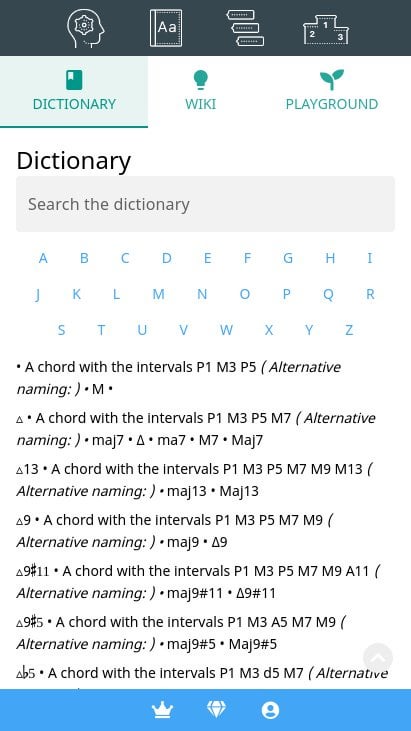 Aa
1
2
3
DICTIONARY
WIKI
PLAYGROUND
Dictionary
Search the dictionary
A B C D E F G H I
J K L M N O P Q R
S T U V W X Y Z
• A chord with the intervals P1 M3 P5 ( Alternative
naming: ) • M •
▵ • A chord with the intervals P1 M3 P5 M7 ( Alternative
naming: ) • maj7 • Δ • ma7 • M7 • Maj7
▵13 • A chord with the intervals P1 M3 P5 M7 M9 M13 (
Alternative naming: ) • maj13 • Maj13
▵9 • A chord with the intervals P1 M3 P5 M7 M9 (
Alternative naming: ) • maj9 • Δ9
▵9♯11 • A chord with the intervals P1 M3 P5 M7 M9 A11 (
Alternative naming: ) • maj9#11 • Δ9#11
▵9♯5 • A chord with the intervals P1 M3 A5 M7 M9 (
Alternative naming: ) • maj9#5 • Maj9#5
▵♭5 • A chord with the intervals P1 M3 d5 M7 ( Alternative